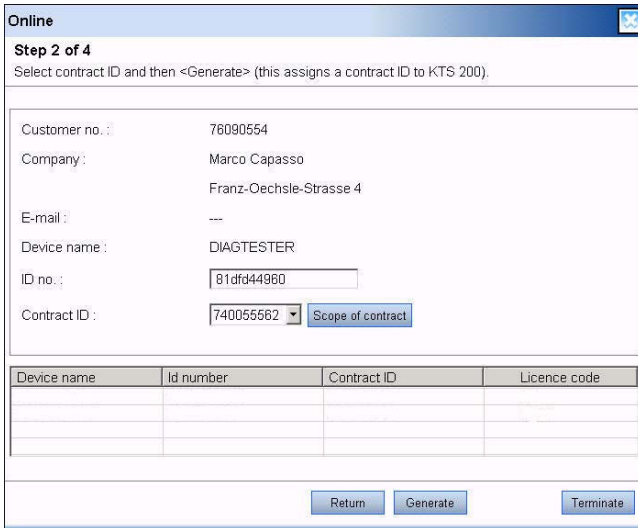 Online
Step 2 of 4
Select contract ID and then <Generate> (this assigns a contract ID to KTS 200).
Customer no. : 76090554
Company : Marco Capasso
Franz-Oechsle-Strasse 4
E-mail : ---
Device name : DIAGTESTER
ID no. : 81dfd44960
Contract ID : 740055562 Scope of contract
Device name Id number Contract ID Licence code
Return Generate Terminate